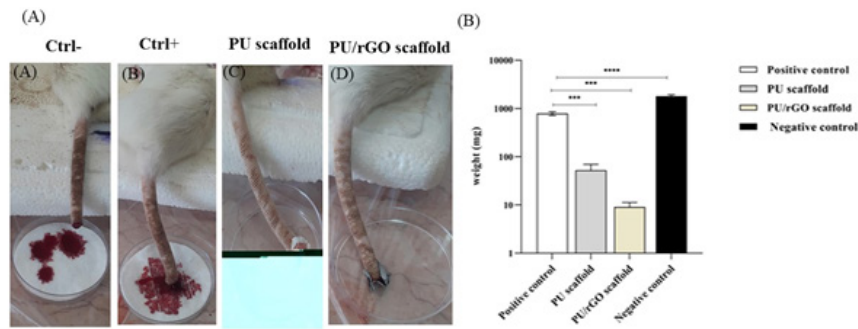 (A)
Ctrl-
Ctrl+
PU scaffold
PU/rGO scaffold
(A)
(B)
(C)
(D)
(B)
weight (mg)
10000
1000
100
10
1
****
***
***
Positive control
PU scaffold
PU/rGO scaffold
Negative control
Positive control
PU scaffold
PU/rGO scaffold
Negative control